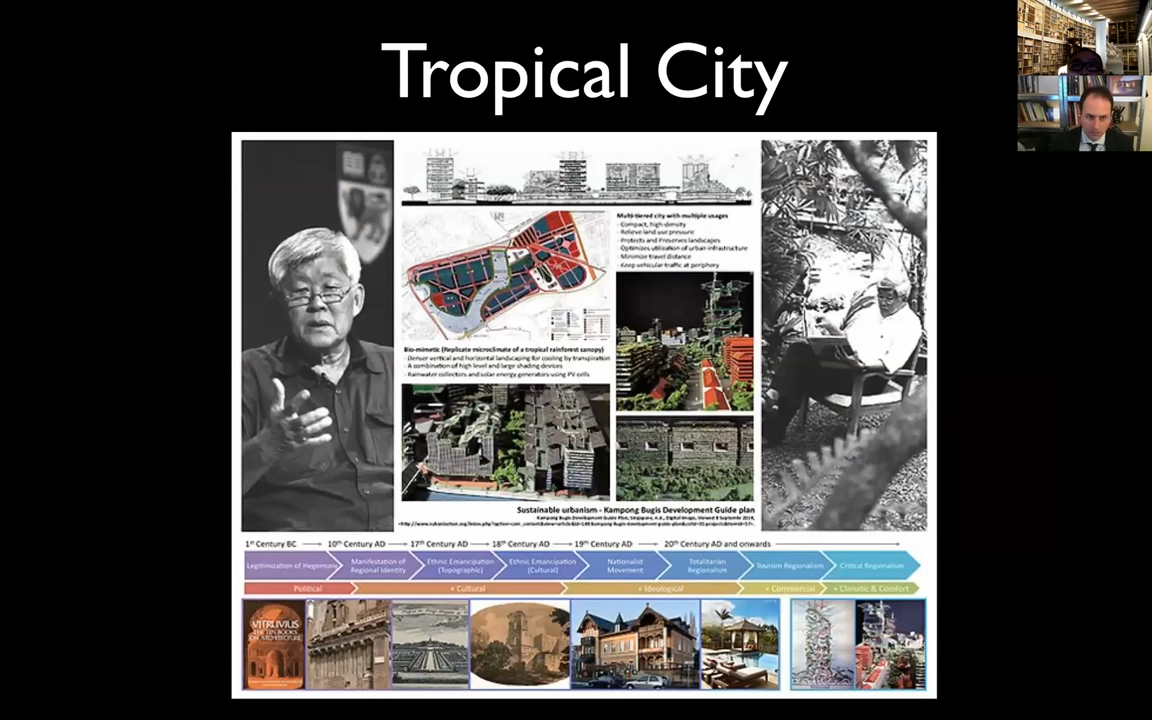 Tropical City
Multi-tiered city with multiple usages
- Compact, high density
- Relieve land use pressure
- Protects and Preserves landscapes
- Optimizes utilization of urban infrastructure
- Minimize travel distance
- Keep vehicular traffic at periphery
Bio-mimetic (Replicate microclimate of a tropical rainforest canopy)
- Denser vertical and horizontal landscaping for cooling by transpiration
- A combination of high level and large shading devices
- Rainwater collectors and solar energy generators using PV cells
Sustainable urbanism - Kampong Bugis Development Guide plan
Kampong Bugis Development Guide Plan, Singapore, n.d., Digital Image, Viewed 8 September 2014,
1st Century BC
10th Century AD
17th Century AD
18th Century AD
19th Century AD
20th Century AD and onwards
Legitimization of Hegemony
Manifestation of Regional Identity
Ethnic Emancipation (Topographic)
Ethnic Emancipation (Cultural)
Nationalist Movement
Totalitarian Regionalism
Tourism Regionalism
Critical Regionalism
Political
+ Cultural
+ Ideological
+ Commercial
+ Climatic & Comfort
VITRUVIUS
THE TEN BOOKS
ON ARCHITECTURE